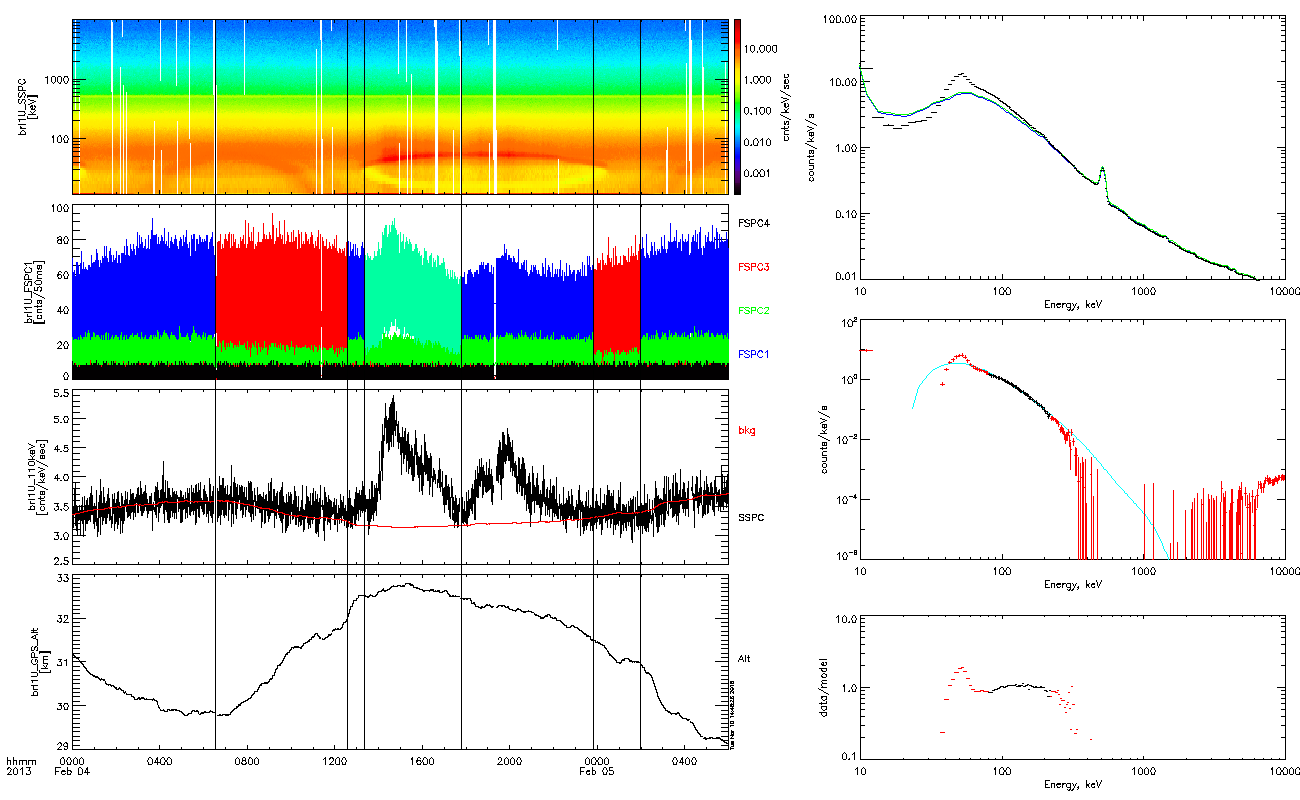 brl1U_SSPC
[keV]
1000
100
10.000
1.000
0.100
0.010
0.001
cnts/keV/sec
brl1U_FSPC1
[cnts/50ms]
100
80
60
40
20
0
FSPC4
FSPC3
FSPC2
FSPC1
brl1U_110keV
[cnts/keV/sec]
5.5
5.0
4.5
4.0
3.5
3.0
2.5
bkg
SSPC
brl1U_GPS_Alt
[km]
33
32
31
30
29
Alt
hhmm
2013
0000
Feb 04
0400
0800
1200
1600
2000
0000
Feb 05
0400
counts/keV/s
100.00
10.00
1.00
0.10
0.01
10
100
1000
10000
Energy, keV
counts/keV/s
10²
10⁰
10⁻²
10⁻⁴
10
100
1000
10000
Energy, keV
data/model
10.0
1.0
0.1
10
100
1000
10000
Energy, keV